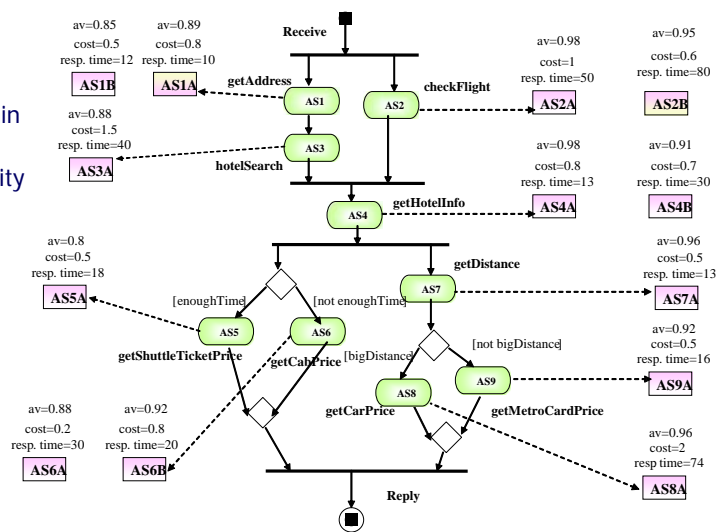 av=0.85
cost=0.5
resp. time=12
AS1B
av=0.89
cost=0.8
resp. time=10
AS1A
Receive
getAddress
AS1
AS2
checkFlight
av=0.98
cost=1
resp. time=50
AS2A
av=0.95
cost=0.6
resp. time=80
AS2B
in
ity
av=0.88
cost=1.5
resp. time=40
AS3A
AS3
hotelSearch
AS4
getHotelInfo
av=0.98
cost=0.8
resp. time=13
AS4A
av=0.91
cost=0.7
resp. time=30
AS4B
av=0.8
cost=0.5
resp. time=18
AS5A
[enoughTime]
[not enoughTime]
AS5
AS6
getShuttleTicketPrice
getCabPrice
getDistance
AS7
av=0.96
cost=0.5
resp. time=13
AS7A
[bigDistance]
[not bigDistance]
AS8
AS9
getCarPrice
getMetroCardPrice
av=0.92
cost=0.5
resp. time=16
AS9A
av=0.88
cost=0.2
resp. time=30
AS6A
av=0.92
cost=0.8
resp. time=20
AS6B
av=0.96
cost=2
resp time=74
AS8A
Reply